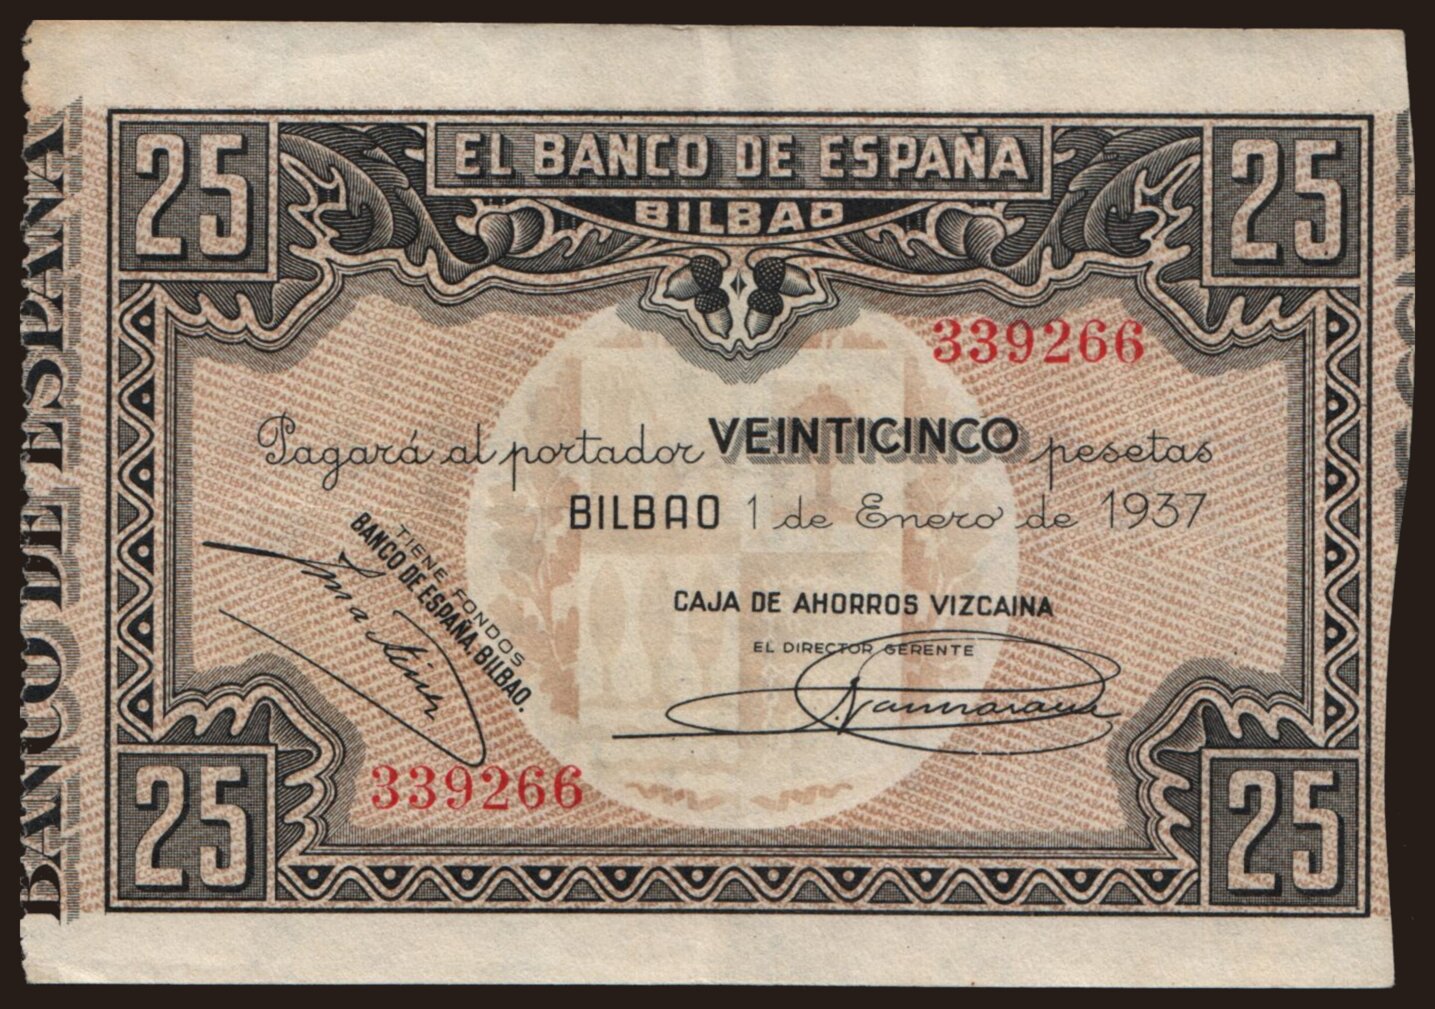 BANCO DE ESPAÑA
25
EL BANCO DE ESPAÑA
25
BILBAO
339266
Pagará al portador VEINTICINCO pesetas
BILBAO 1 de Enero de 1937
TIENE FONDOS
BANCO DE ESPAÑA, BILBAO.
CAJA DE AHORROS VIZCAINA
EL DIRECTOR GERENTE
339266
25
25